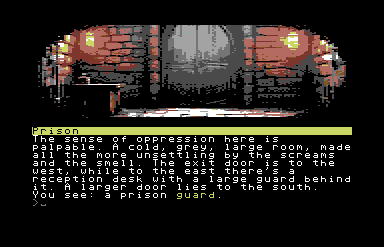 Prison
The sense of oppression here is
palpable. A cold, grey, large room, made
all the more unsettling by the screams
and the smell. The exit door is to the
west, while to the east there's a
reception desk with a large guard behind
it. A larger door lies to the south.
You see: a prison guard.
>